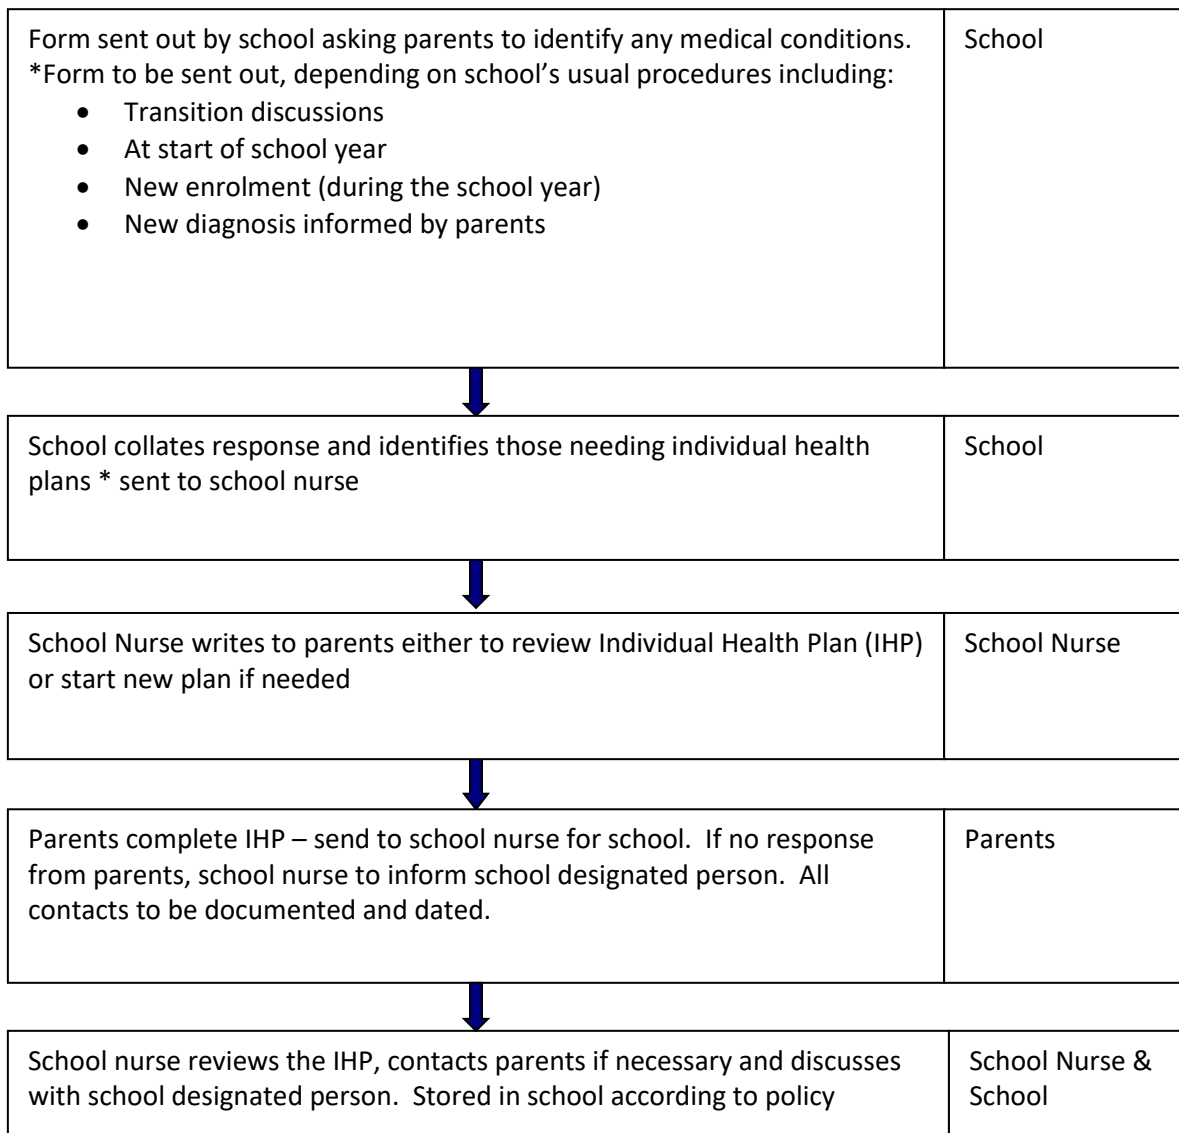 Form sent out by school asking parents to identify any medical conditions.
School
*Form to be sent out, depending on school’s usual procedures including:
• Transition discussions
• At start of school year
• New enrolment (during the school year)
• New diagnosis informed by parents
School collates response and identifies those needing individual health
plans * sent to school nurse
School
School Nurse writes to parents either to review Individual Health Plan (IHP)
or start new plan if needed
School Nurse
Parents complete IHP – send to school nurse for school.  If no response
from parents, school nurse to inform school designated person.  All
contacts to be documented and dated.
Parents
School nurse reviews the IHP, contacts parents if necessary and discusses
with school designated person.  Stored in school according to policy
School Nurse &
School